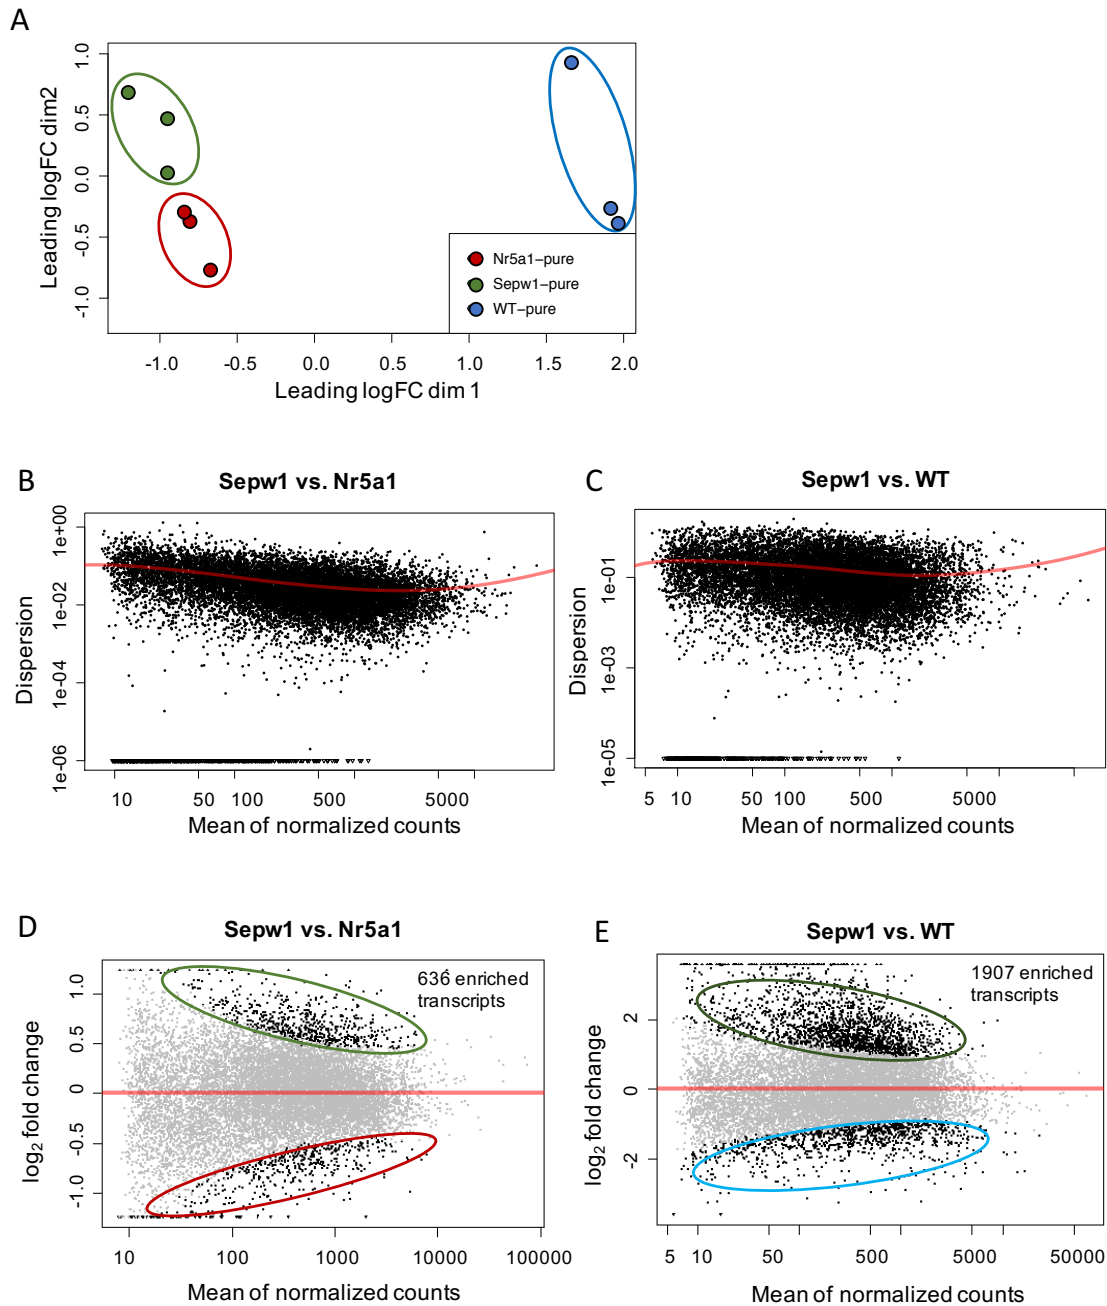 A
Leading logFC dim2
1.0
0.5
0.0
-0.5
-1.0
Nr5a1-pure
Sepw1-pure
WT-pure
-1.0 -0.5 0.0 0.5 1.0 1.5 2.0
Leading logFC dim 1
B
Sepw1 vs. Nr5a1
Dispersion
1e+00
1e-02
1e-04
1e-06
10 50 100 500 5000
Mean of normalized counts
C
Sepw1 vs. WT
Dispersion
1e-01
1e-03
1e-05
5 10 50 100 500 5000
Mean of normalized counts
D
Sepw1 vs. Nr5a1
636 enriched
transcripts
log2 fold change
1.0
0.5
0
-0.5
-1.0
10 100 1000 10000 100000
Mean of normalized counts
E
Sepw1 vs. WT
1907 enriched
transcripts
log2 fold change
2
0
-2
5 10 50 500 5000 50000
Mean of normalized counts